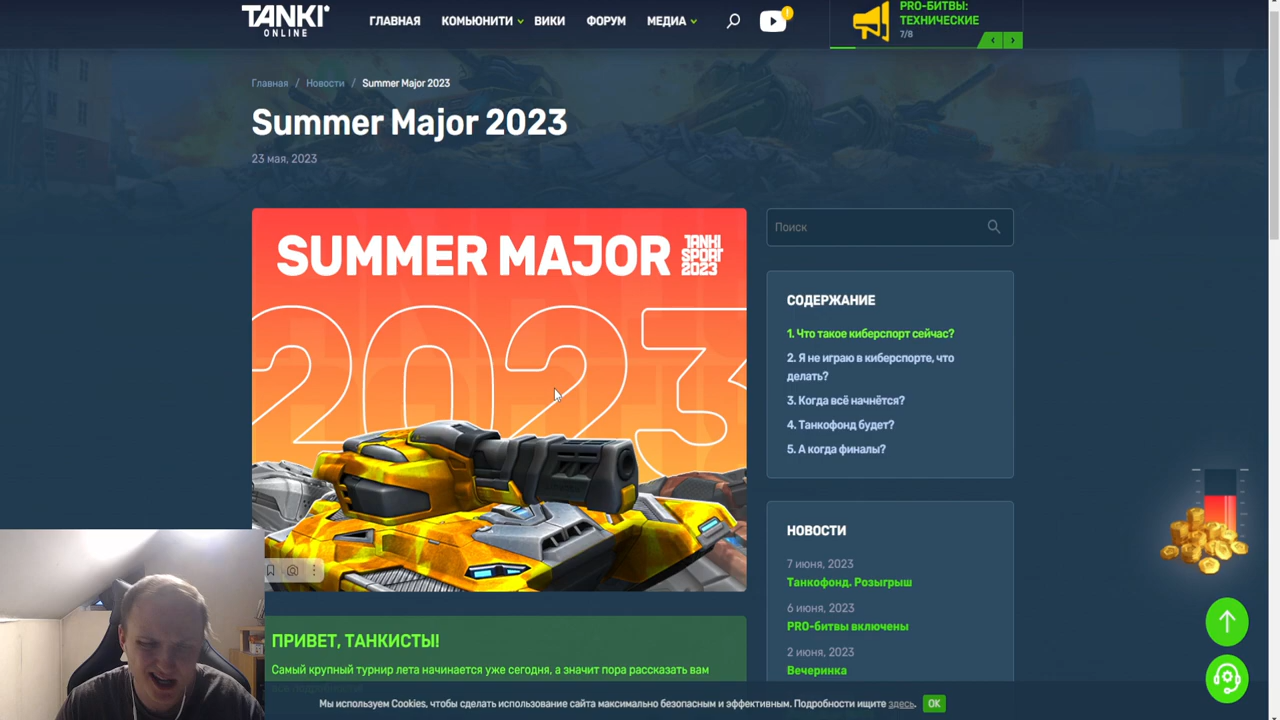 TANKI
ONLINE
ГЛАВНАЯ
КОМЬЮНИТИ
ВИКИ
ФОРУМ
МЕДИА
!
PRO-БИТВЫ:
ТЕХНИЧЕСКИЕ
7/8
Главная / Новости / Summer Major 2023
Summer Major 2023
23 мая, 2023
SUMMER MAJOR
TANKI
SPORT
2023
2023
Поиск
СОДЕРЖАНИЕ
1. Что такое киберспорт сейчас?
2. Я не играю в киберспорте, что
делать?
3. Когда всё начнётся?
4. Танкофонд будет?
5. А когда финалы?
НОВОСТИ
7 июня, 2023
Танкофонд. Розыгрыш
6 июня, 2023
PRO-битвы включены
2 июня, 2023
Вечеринка
ПРИВЕТ, ТАНКИСТЫ!
Самый крупный турнир лета начинается уже сегодня, а значит пора рассказать вам
Мы используем Cookies, чтобы сделать использование сайта максимально безопасным и эффективным. Подробности ищите здесь.
OK